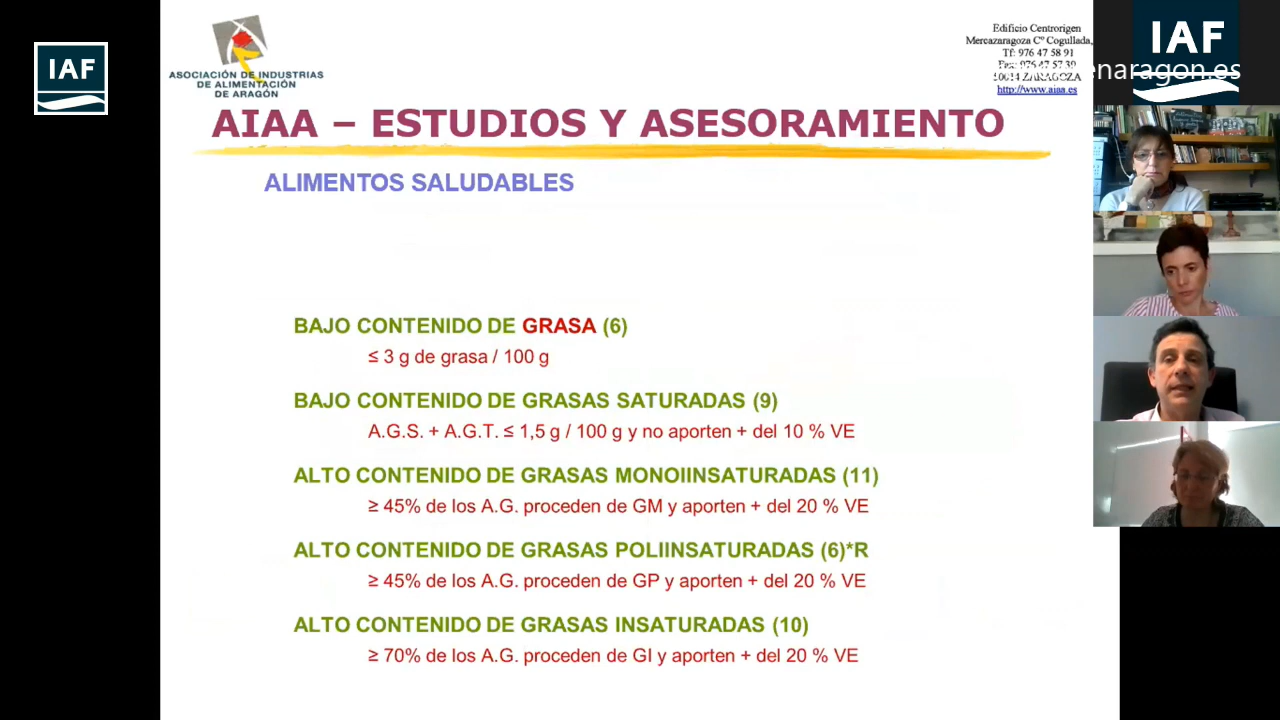 IAF
ASOCIACIÓN DE INDUSTRIAS
DE ALIMENTACIÓN
DE ARAGÓN
Edificio Centrorigen
Mercazaragoza Cº Cogullada,
Tf: 976 47 58 91
Fax: 976 47 57 39
ZARAGOZA
http://www.aiaa.es
IAF
enaragon.es
AIAA – ESTUDIOS Y ASESORAMIENTO
ALIMENTOS SALUDABLES
BAJO CONTENIDO DE GRASA (6)
≤ 3 g de grasa / 100 g
BAJO CONTENIDO DE GRASAS SATURADAS (9)
A.G.S. + A.G.T. ≤ 1,5 g / 100 g y no aporten + del 10 % VE
ALTO CONTENIDO DE GRASAS MONOIINSATURADAS (11)
≥ 45% de los A.G. proceden de GM y aporten + del 20 % VE
ALTO CONTENIDO DE GRASAS POLIINSATURADAS (6)*R
≥ 45% de los A.G. proceden de GP y aporten + del 20 % VE
ALTO CONTENIDO DE GRASAS INSATURADAS (10)
≥ 70% de los A.G. proceden de GI y aporten + del 20 % VE